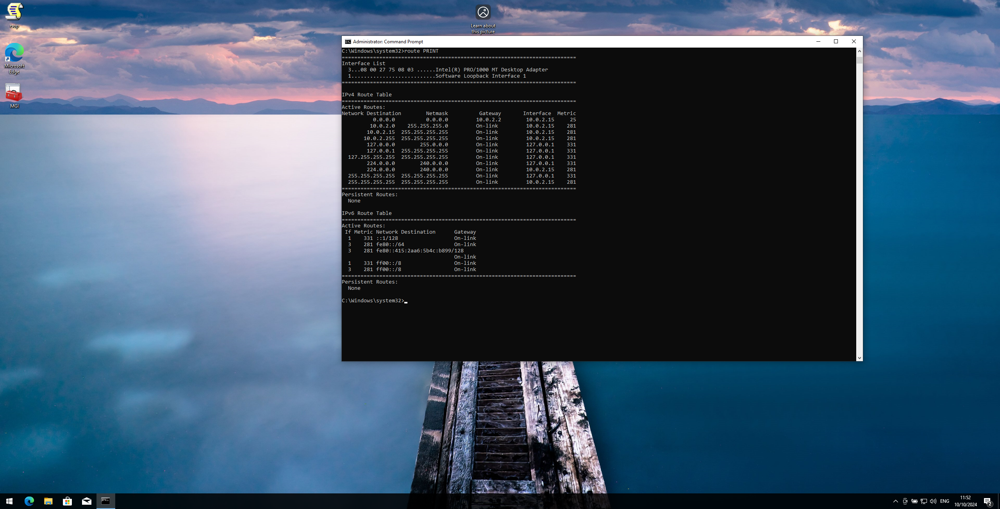 rsop
Microsoft
Edge
MGI
Learn about
this picture
Administrator: Command Prompt
C:\Windows\system32>route PRINT
===========================================================================
Interface List
  3...08 00 27 75 08 03 ......Intel(R) PRO/1000 MT Desktop Adapter
  1...........................Software Loopback Interface 1
===========================================================================
IPv4 Route Table
===========================================================================
Active Routes:
Network Destination        Netmask          Gateway       Interface  Metric
          0.0.0.0          0.0.0.0         10.0.2.2        10.0.2.15     25
         10.0.2.0    255.255.255.0         On-link         10.0.2.15    281
        10.0.2.15  255.255.255.255         On-link         10.0.2.15    281
       10.0.2.255  255.255.255.255         On-link         10.0.2.15    281
        127.0.0.0        255.0.0.0         On-link         127.0.0.1    331
        127.0.0.1  255.255.255.255         On-link         127.0.0.1    331
  127.255.255.255  255.255.255.255         On-link         127.0.0.1    331
        224.0.0.0        240.0.0.0         On-link         127.0.0.1    331
        224.0.0.0        240.0.0.0         On-link         10.0.2.15    281
  255.255.255.255  255.255.255.255         On-link         127.0.0.1    331
  255.255.255.255  255.255.255.255         On-link         10.0.2.15    281
===========================================================================
Persistent Routes:
  None
IPv6 Route Table
===========================================================================
Active Routes:
 If Metric Network Destination      Gateway
  1    331 ::1/128                  On-link
  3    281 fe80::/64                On-link
  3    281 fe80::415:2aa6:5b4c:b899/128
                                    On-link
  1    331 ff00::/8                 On-link
  3    281 ff00::/8                 On-link
===========================================================================
Persistent Routes:
  None
C:\Windows\system32>
ENG
11:52
10/10/2024
2